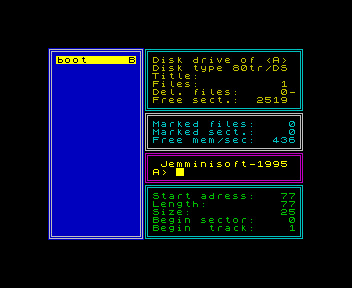 boot B
Disk drive of <A>
Disk type 80tr/DS
Title:
Files: 1
Del. files: 0-
Free sect.: 2519
Marked files: 0
Marked sect.: 0
Free mem/sec: 436
Jemminisoft-1995
A>
Start adress: 77
Length: 77
Size: 25
Begin sector: 0
Begin track: 1